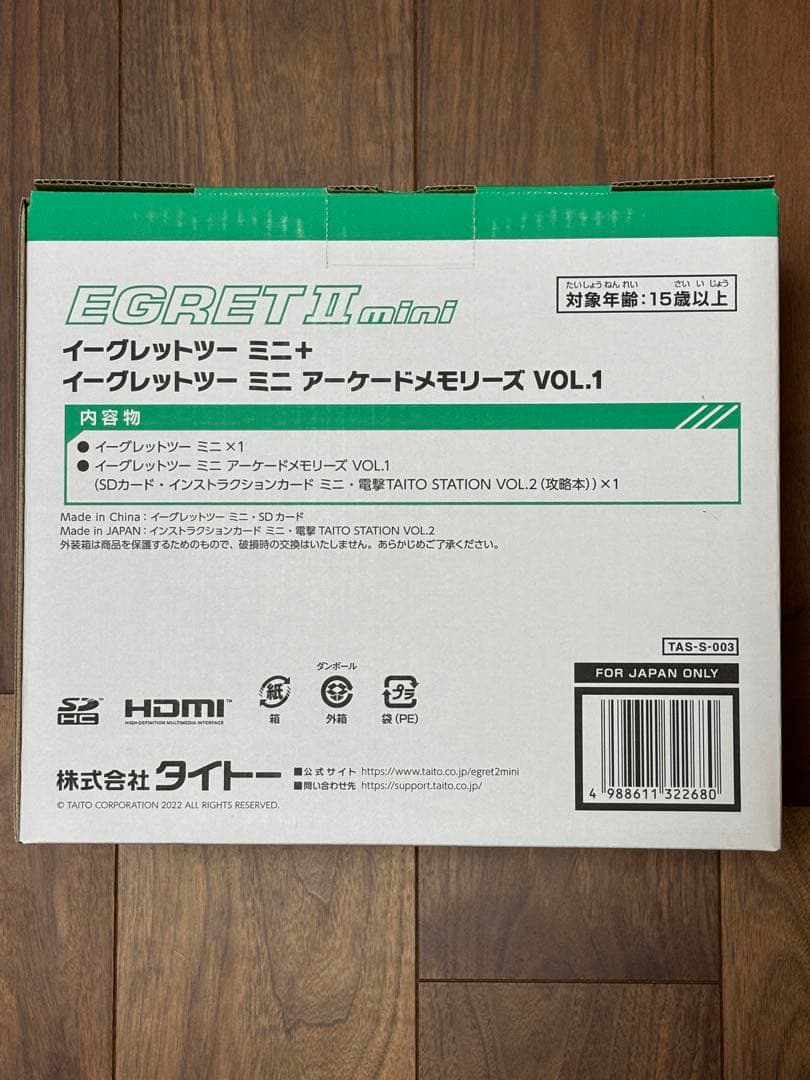 EGRET II mini
たいしょうねんれい さいいじょう
対象年齢:15歳以上
イーグレットツー ミニ+
イーグレットツー ミニ アーケードメモリーズ VOL.1
内容物
● イーグレットツー ミニ×1
● イーグレットツー ミニ アーケードメモリーズ VOL.1
(SDカード・インストラクションカード ミニ・電撃TAITO STATION VOL.2(攻略本))×1
Made in China:イーグレットツー ミニ・SDカード
Made in JAPAN:インストラクションカード ミニ・電撃TAITO STATION VOL.2
外装箱は商品を保護するためのもので、破損時の交換はいたしません。あらかじめご了承ください。
TAS-S-003
FOR JAPAN ONLY
SD HC
HDMI™
HIGH-DEFINITION MULTIMEDIA INTERFACE
紙
箱
ダンボール
外箱
プラ
袋(PE)
株式会社タイトー
■公式サイト https://www.taito.co.jp/egret2mini
■問い合わせ先 https://support.taito.co.jp/
© TAITO CORPORATION 2022 ALL RIGHTS RESERVED.
4 988611 322680